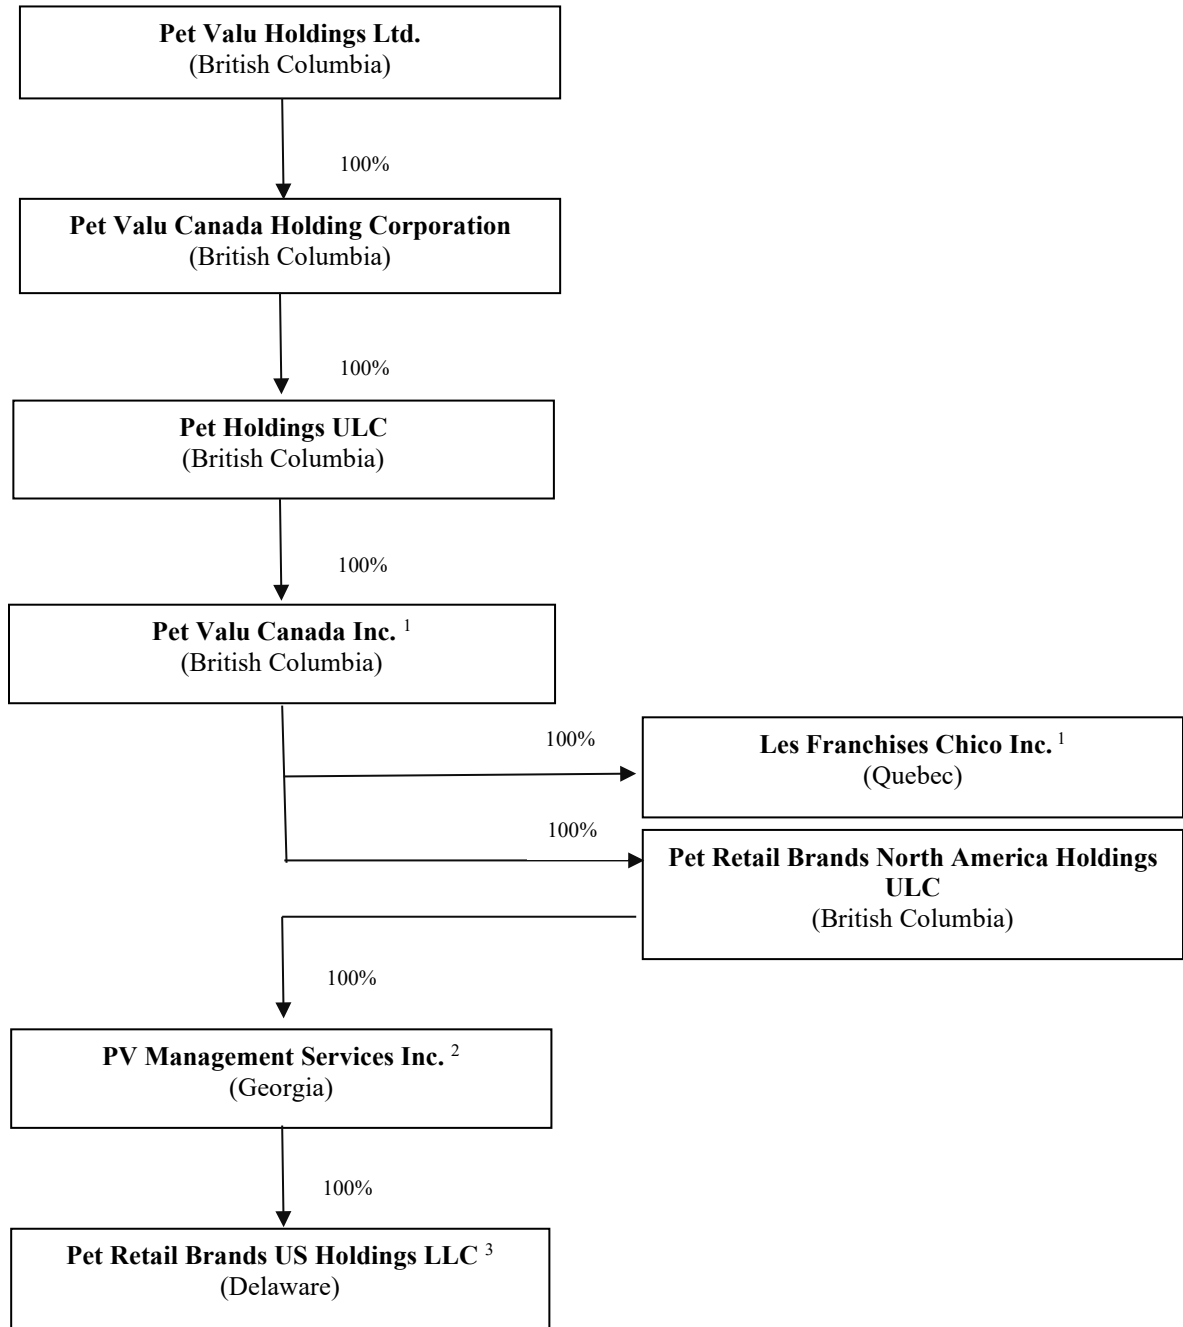 Pet Valu Holdings Ltd.
(British Columbia)
100%
Pet Valu Canada Holding Corporation
(British Columbia)
100%
Pet Holdings ULC
(British Columbia)
100%
Pet Valu Canada Inc. 1
(British Columbia)
100%
Les Franchises Chico Inc. 1
(Quebec)
100%
Pet Retail Brands North America Holdings
ULC
(British Columbia)
100%
PV Management Services Inc. 2
(Georgia)
100%
Pet Retail Brands US Holdings LLC 3
(Delaware)